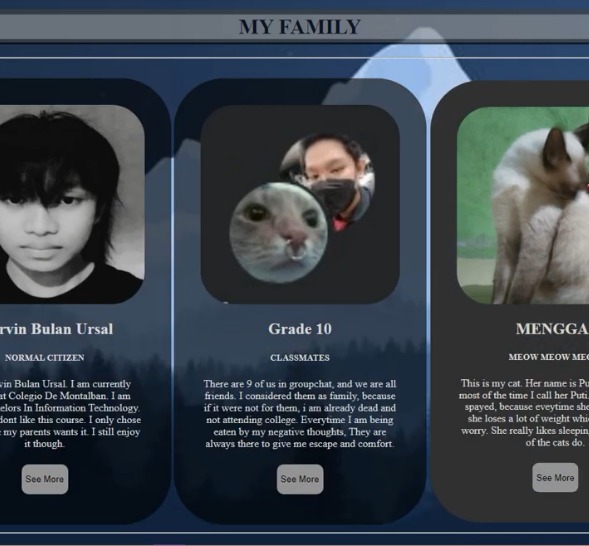 MY FAMILY
rvin Bulan Ursal
NORMAL CITIZEN
vin Bulan Ursal. I am currently
at Colegio De Montalban. I am
elors In Information Technology.
dont like this course. I only chose
my parents wants it. I still enjoy
it though.
See More
Grade 10
CLASSMATES
There are 9 of us in groupchat, and we are all
friends. I considered them as family, because
if it were not for them, i am already dead and
not attending college. Everytime I am being
eaten by my negative thoughts, They are
always there to give me escape and comfort.
See More
MENGGA
MEOW MEOW MEO
This is my cat. Her name is Pu
most of the time I call her Puti.
spayed, because eveytime she
she loses a lot of weight whic
worry. She really likes sleepin
of the cats do.
See More